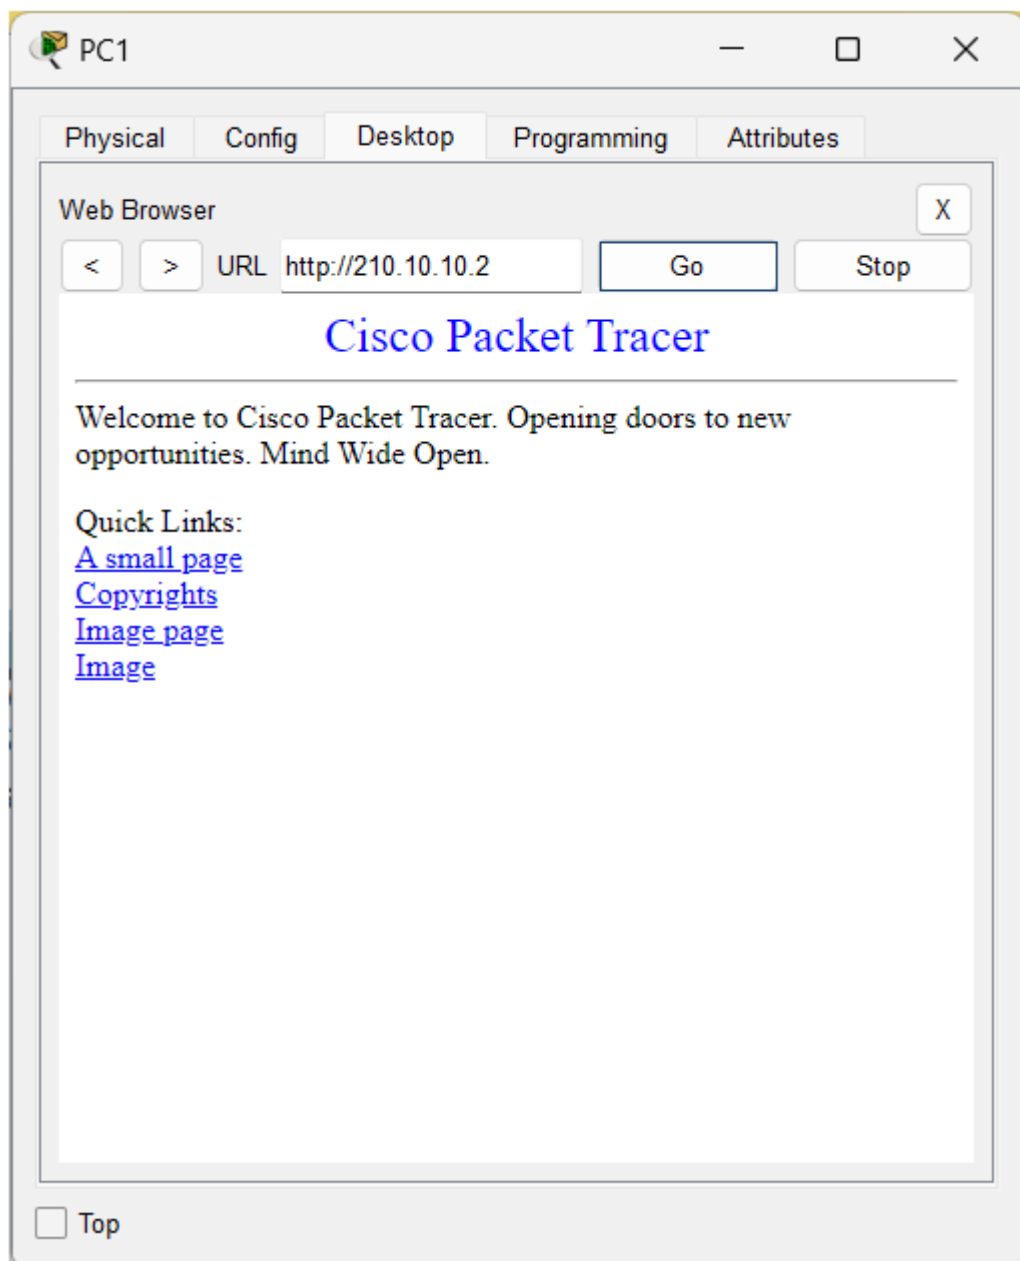 PC1
Physical Config Desktop Programming Attributes
Web Browser X
< > URL http://210.10.10.2 Go Stop
Cisco Packet Tracer
Welcome to Cisco Packet Tracer. Opening doors to new
opportunities. Mind Wide Open.
Quick Links:
A small page
Copyrights
Image page
Image
Top